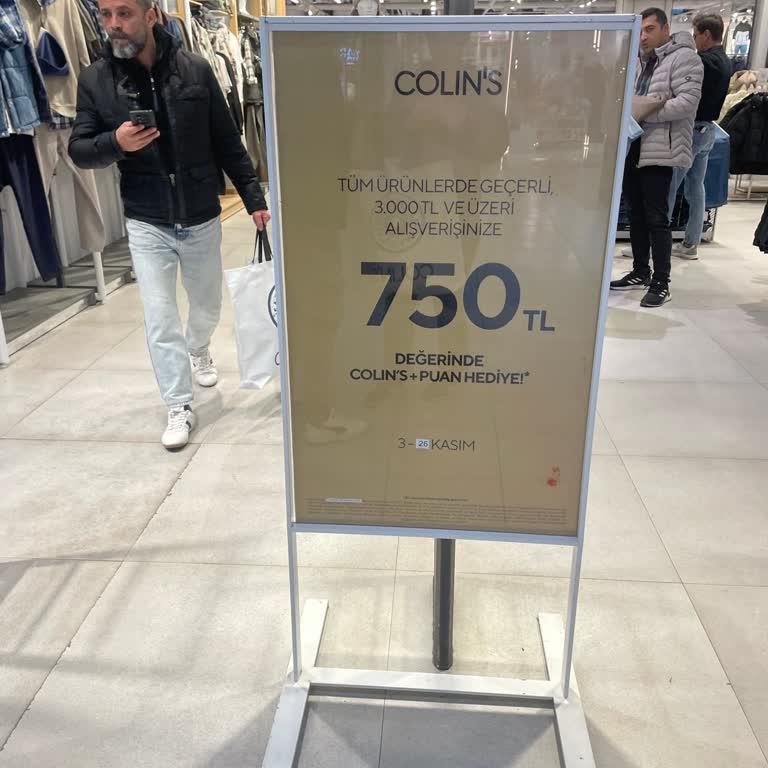 COLIN'S
TÜM ÜRÜNLERDE GEÇERLİ,
3.000 TL VE ÜZERİ
ALIŞVERİŞİNİZE
750 TL
DEĞERİNDE
COLIN'S + PUAN HEDİYE!*
3 - 26 KASIM